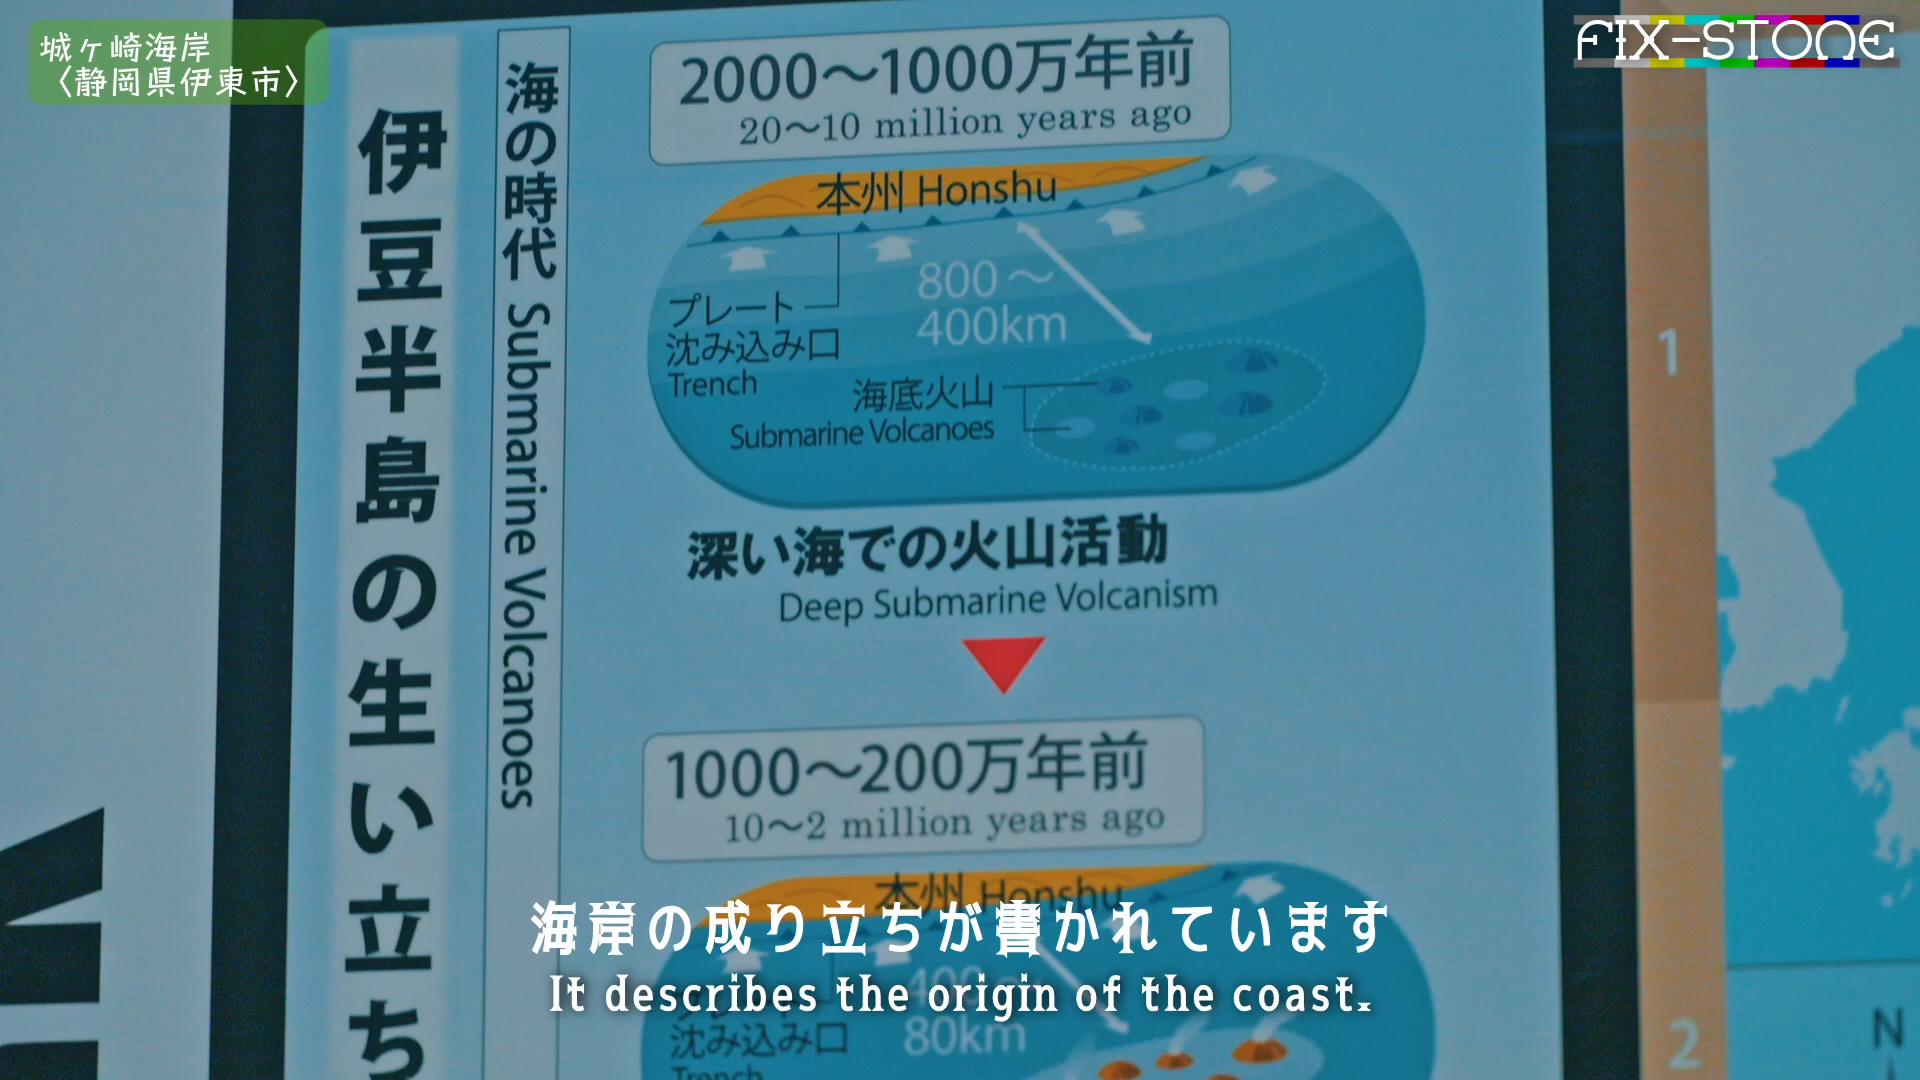 城ヶ崎海岸
〈静岡県伊東市〉
FIX-STONE
伊豆半島の生い立ち
海の時代 Submarine Volcanoes
2000〜1000万年前
20〜10 million years ago
本州 Honshu
800〜
400km
プレート
沈み込み口
Trench
海底火山
Submarine Volcanoes
深い海での火山活動
Deep Submarine Volcanism
1000〜200万年前
10〜2 million years ago
本州 Honshu
海岸の成り立ちが書かれています
It describes the origin of the coast.
沈み込み口
80km
Trench
1
2
N